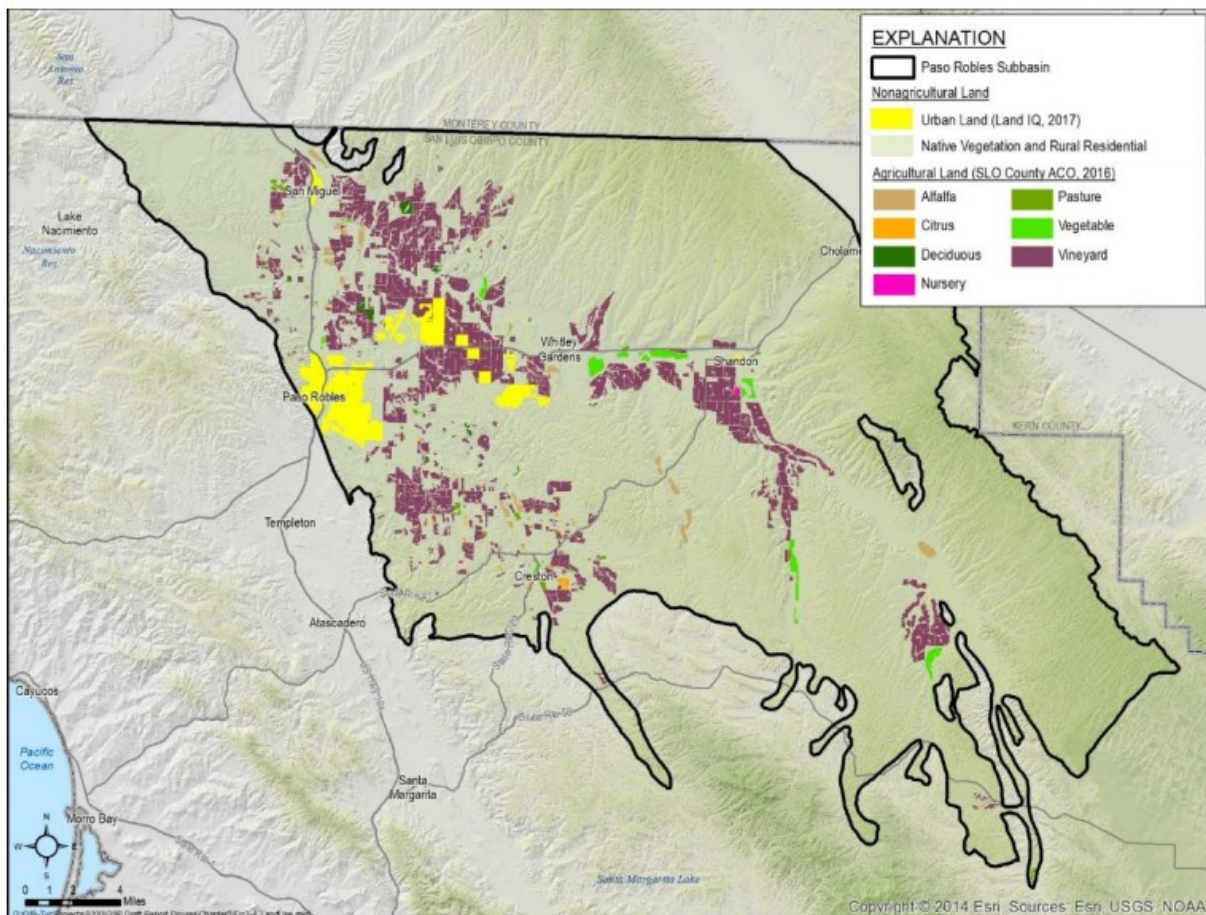 EXPLANATION
Paso Robles Subbasin
Nonagricultural Land
Urban Land (Land IQ, 2017)
Native Vegetation and Rural Residential
Agricultural Land (SLO County ACO, 2016)
Alfalfa
Pasture
Citrus
Vegetable
Deciduous
Vineyard
Nursery
San
Antonio
Res.
MONTEREY COUNTY
SAN LUIS OBISPO COUNTY
San Miguel
Lake
Nacimiento
Nacimiento
Res.
Cholame
Whitley
Gardens
Shandon
Paso Robles
KERN COUNTY
Templeton
Creston
Atascadero
State Rte 58
Cayucos
Pacific
Ocean
Santa
Margarita
Morro Bay
N
W
E
S
Santa Margarita Lake
0 1 2 4
Miles
Copyright © 2014 Esri, Sources: Esri, USGS, NOAA